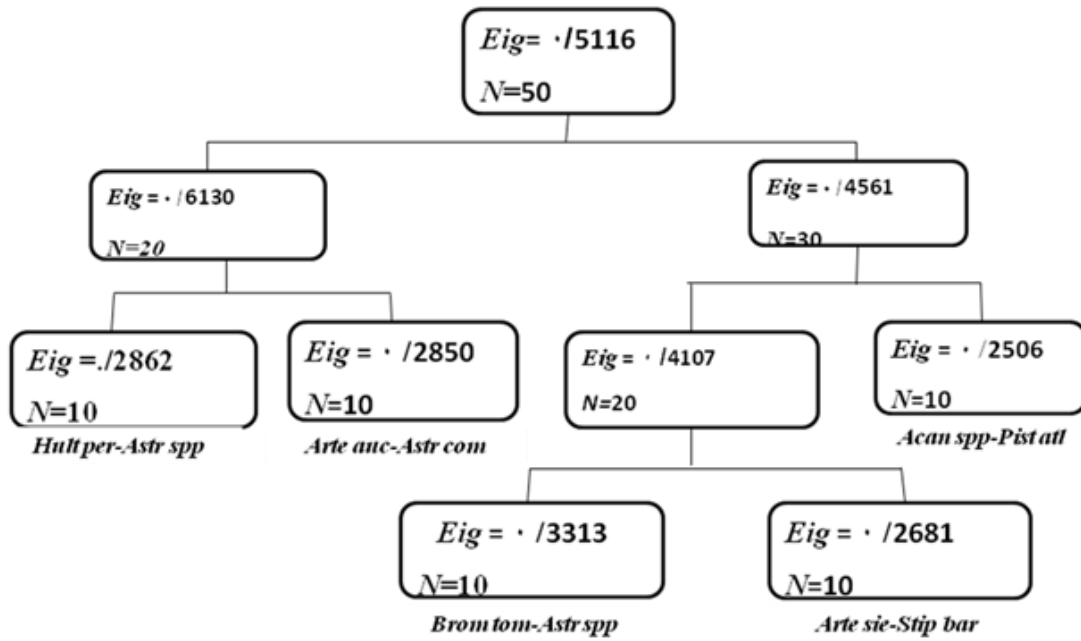 Eig= ·/5116
N=50
Eig = · /6130
N=20
Eig = · /4561
N=30
Eig =./2862
N=10
Hult per-Astr spp
Eig = · /2850
N=10
Arte auc-Astr com
Eig = · /4107
N=20
Eig = · /2506
N=10
Acan spp-Pist atl
Eig = · /3313
N=10
Brom tom-Astr spp
Eig = · /2681
N=10
Arte sie-Stip bar